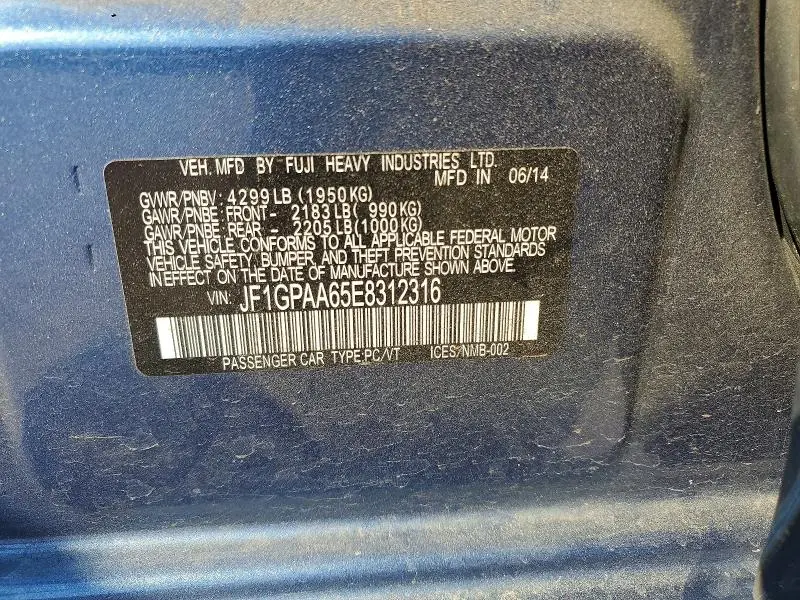 VEH. MFD BY FUJI HEAVY INDUSTRIES LTD.
MFD IN 06/14
GVWR/PNBV: 4299 LB (1950 KG)
GAWR/PNBE: FRONT- 2183 LB( 990 KG)
GAWR/PNBE: REAR - 2205 LB(1000 KG)
THIS VEHICLE CONFORMS TO ALL APPLICABLE FEDERAL MOTOR
VEHICLE SAFETY, BUMPER, AND THEFT PREVENTION STANDARDS
IN EFFECT ON THE DATE OF MANUFACTURE SHOWN ABOVE.
VIN: JF1GPAA65E8312316
PASSENGER CAR TYPE:PC/VT ICES/NMB-002